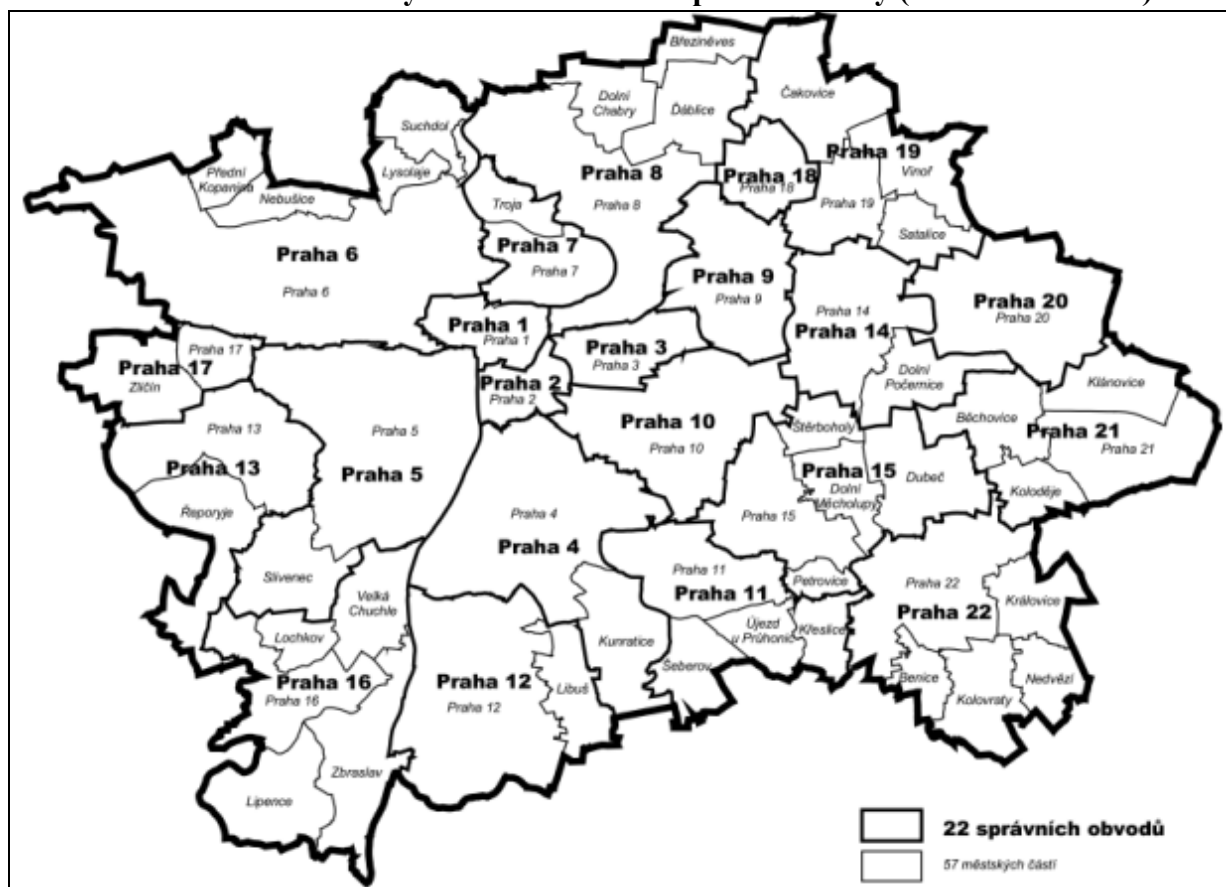 Březiněves
Dolní
Chabry
Ďáblice
Čakovice
Suchdol
Lysolaje
Přední
Kopanina
Nebušice
Praha 8
Praha 8
Praha 18
Praha 18
Praha 19
Vinoř
Praha 19
Satalice
Troja
Praha 7
Praha 7
Praha 6
Praha 6
Praha 9
Praha 9
Praha 14
Praha 14
Praha 20
Praha 20
Praha 1
Praha 1
Praha 3
Praha 3
Praha 17
Praha 17
Zličín
Praha 2
Praha 2
Dolní
Počernice
Klánovice
Běchovice
Praha 21
Praha 21
Koloděje
Praha 13
Praha 13
Řeporyje
Praha 5
Praha 5
Praha 10
Praha 10
Štěrboholy
Praha 15
Dolní
Měcholupy
Praha 15
Dubeč
Praha 4
Praha 4
Slivenec
Velká
Chuchle
Lochkov
Praha 11
Praha 11
Petrovice
Újezd
u Průhonic
Křeslice
Praha 22
Praha 22
Královice
Kunratice
Šeberov
Libuš
Praha 12
Praha 12
Praha 16
Praha 16
Benice
Kolovraty
Nedvězí
Zbraslav
Lipence
22 správních obvodů
57 městských částí